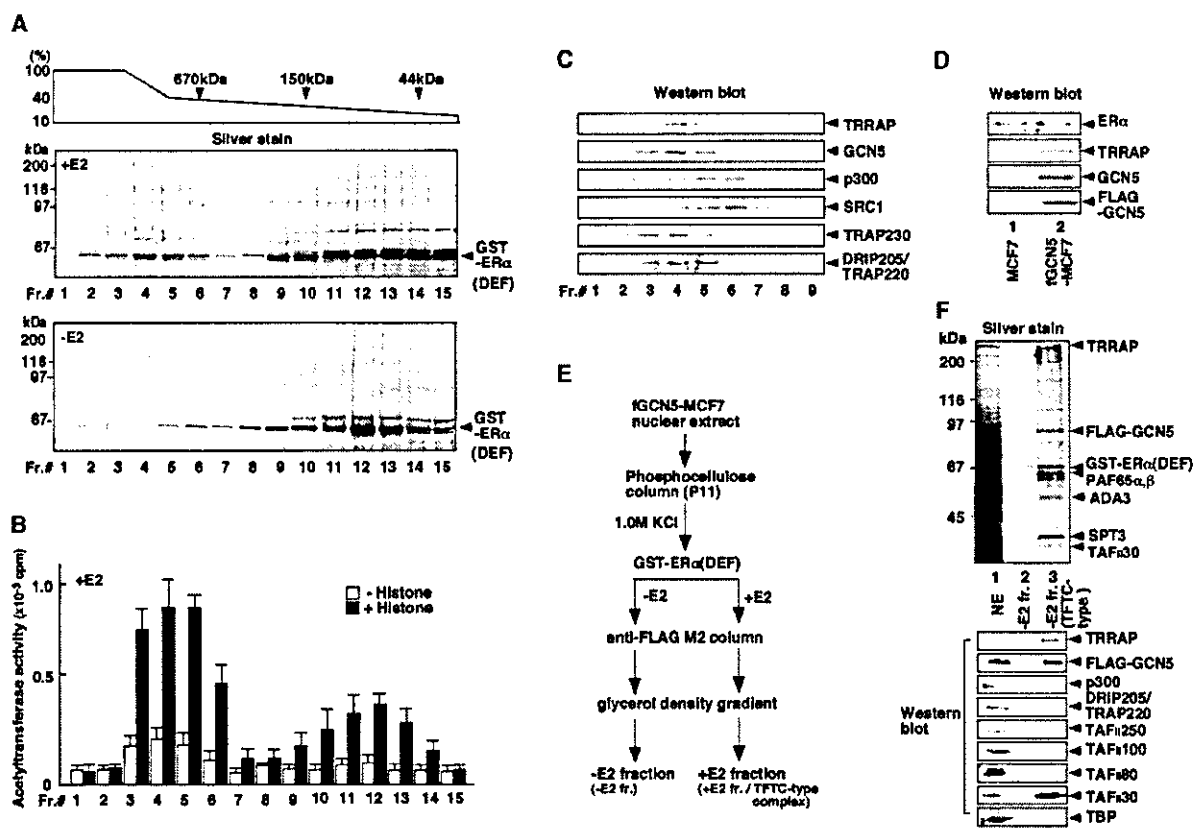 A
(%)
100
40
10
670kDa
150kDa
44kDa
Silver stain
kDa
200
116
97
67
+E2
GST
-ERα
(DEF)
Fr.# 1 2 3 4 5 6 7 8 9 10 11 12 13 14 15
kDa
200
116
97
67
-E2
GST
-ERα
(DEF)
Fr.# 1 2 3 4 5 6 7 8 9 10 11 12 13 14 15
B
Acetyltransferase activity (x10⁻³ cpm)
1.0
0.5
0
+E2
- Histone
+ Histone
Fr.# 1 2 3 4 5 6 7 8 9 10 11 12 13 14 15
C
Western blot
TRRAP
GCN5
p300
SRC1
TRAP230
DRIP205/
TRAP220
Fr.# 1 2 3 4 5 6 7 8 9
D
Western blot
ERα
TRRAP
GCN5
FLAG
-GCN5
1 2
MCF7
fGCN5
-MCF7
E
fGCN5-MCF7
nuclear extract
Phosphocellulose
column (P11)
1.0M KCl
GST-ERα(DEF)
-E2
+E2
anti-FLAG M2 column
glycerol density gradient
-E2 fraction
(-E2 fr.)
+E2 fraction
(+E2 fr. / TFTC-type
complex)
F
Silver stain
kDa
200
116
97
67
45
TRRAP
FLAG-GCN5
GST-ERα(DEF)
PAF65α,β
ADA3
SPT3
TAFII30
1 2 3
NE
-E2 fr.
-E2 fr.
(TFTC-
type)
Western
blot
TRRAP
FLAG-GCN5
p300
DRIP205/
TRAP220
TAFII250
TAFII100
TAFII80
TAFII30
TBP